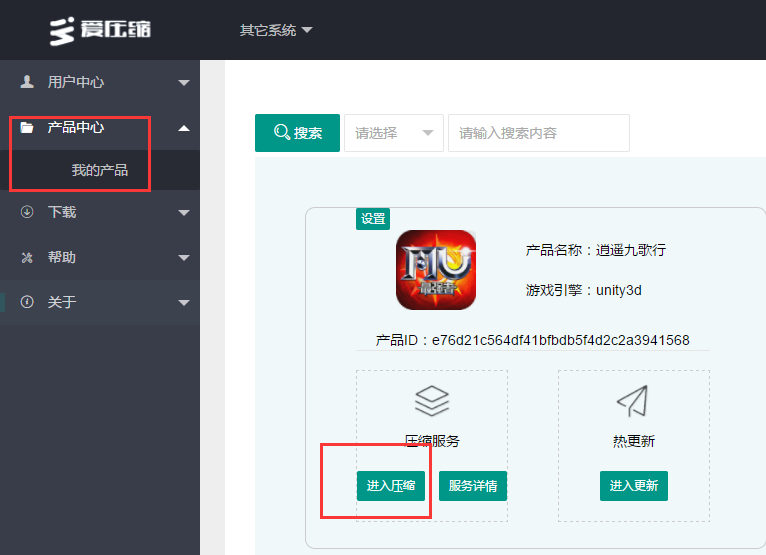 爱压缩
其它系统
用户中心
产品中心
我的产品
下载
帮助
关于
搜索
请选择
请输入搜索内容
设置
MU
产品名称：逍遥九歌行
游戏引擎：unity3d
产品ID：e76d21c564df41bfbdb5f4d2c2a3941568
压缩服务
进入压缩
服务详情
热更新
进入更新